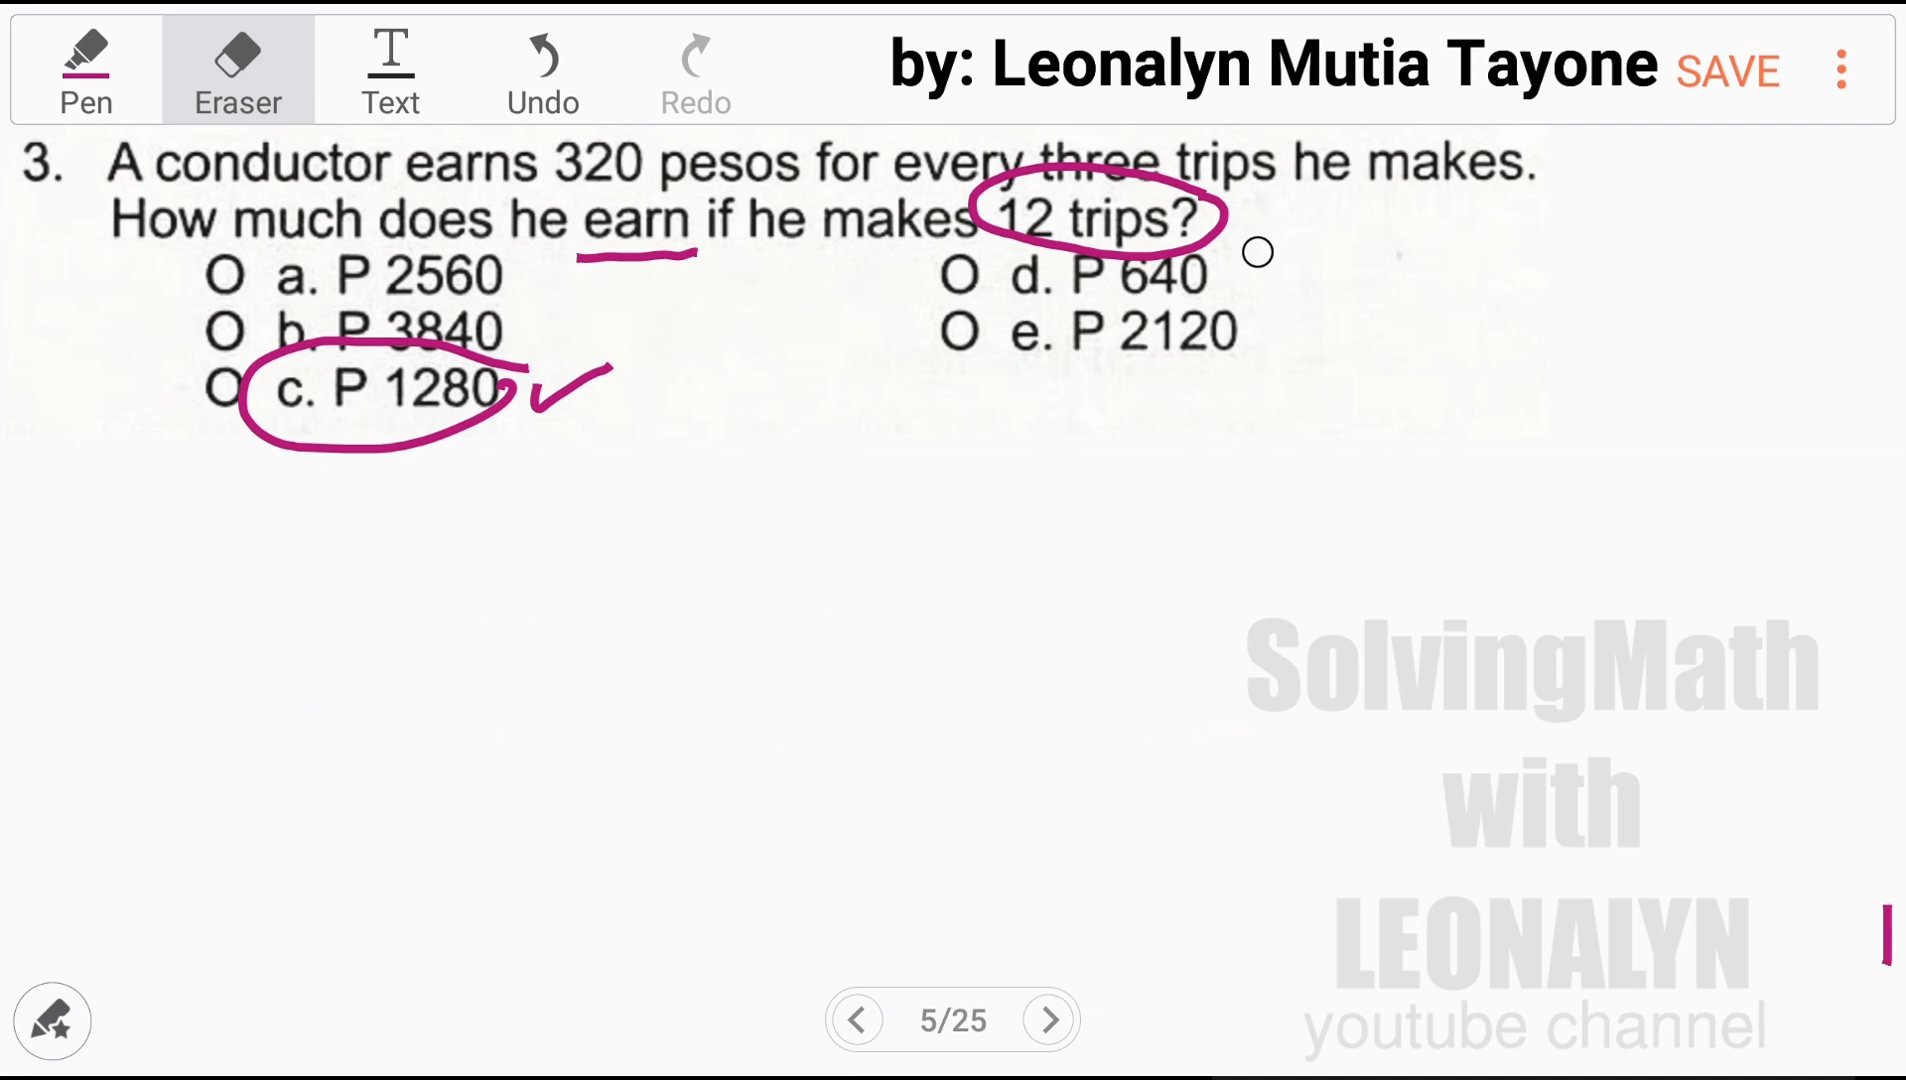 Pen
Eraser
Text
Undo
Redo
by: Leonalyn Mutia Tayone
SAVE
3. A conductor earns 320 pesos for every three trips he makes.
How much does he earn if he makes 12 trips?
O a. P 2560
O d. P 640
O b. P 3840
O e. P 2120
O c. P 1280
SolvingMath
with
LEONALYN
youtube channel
5/25